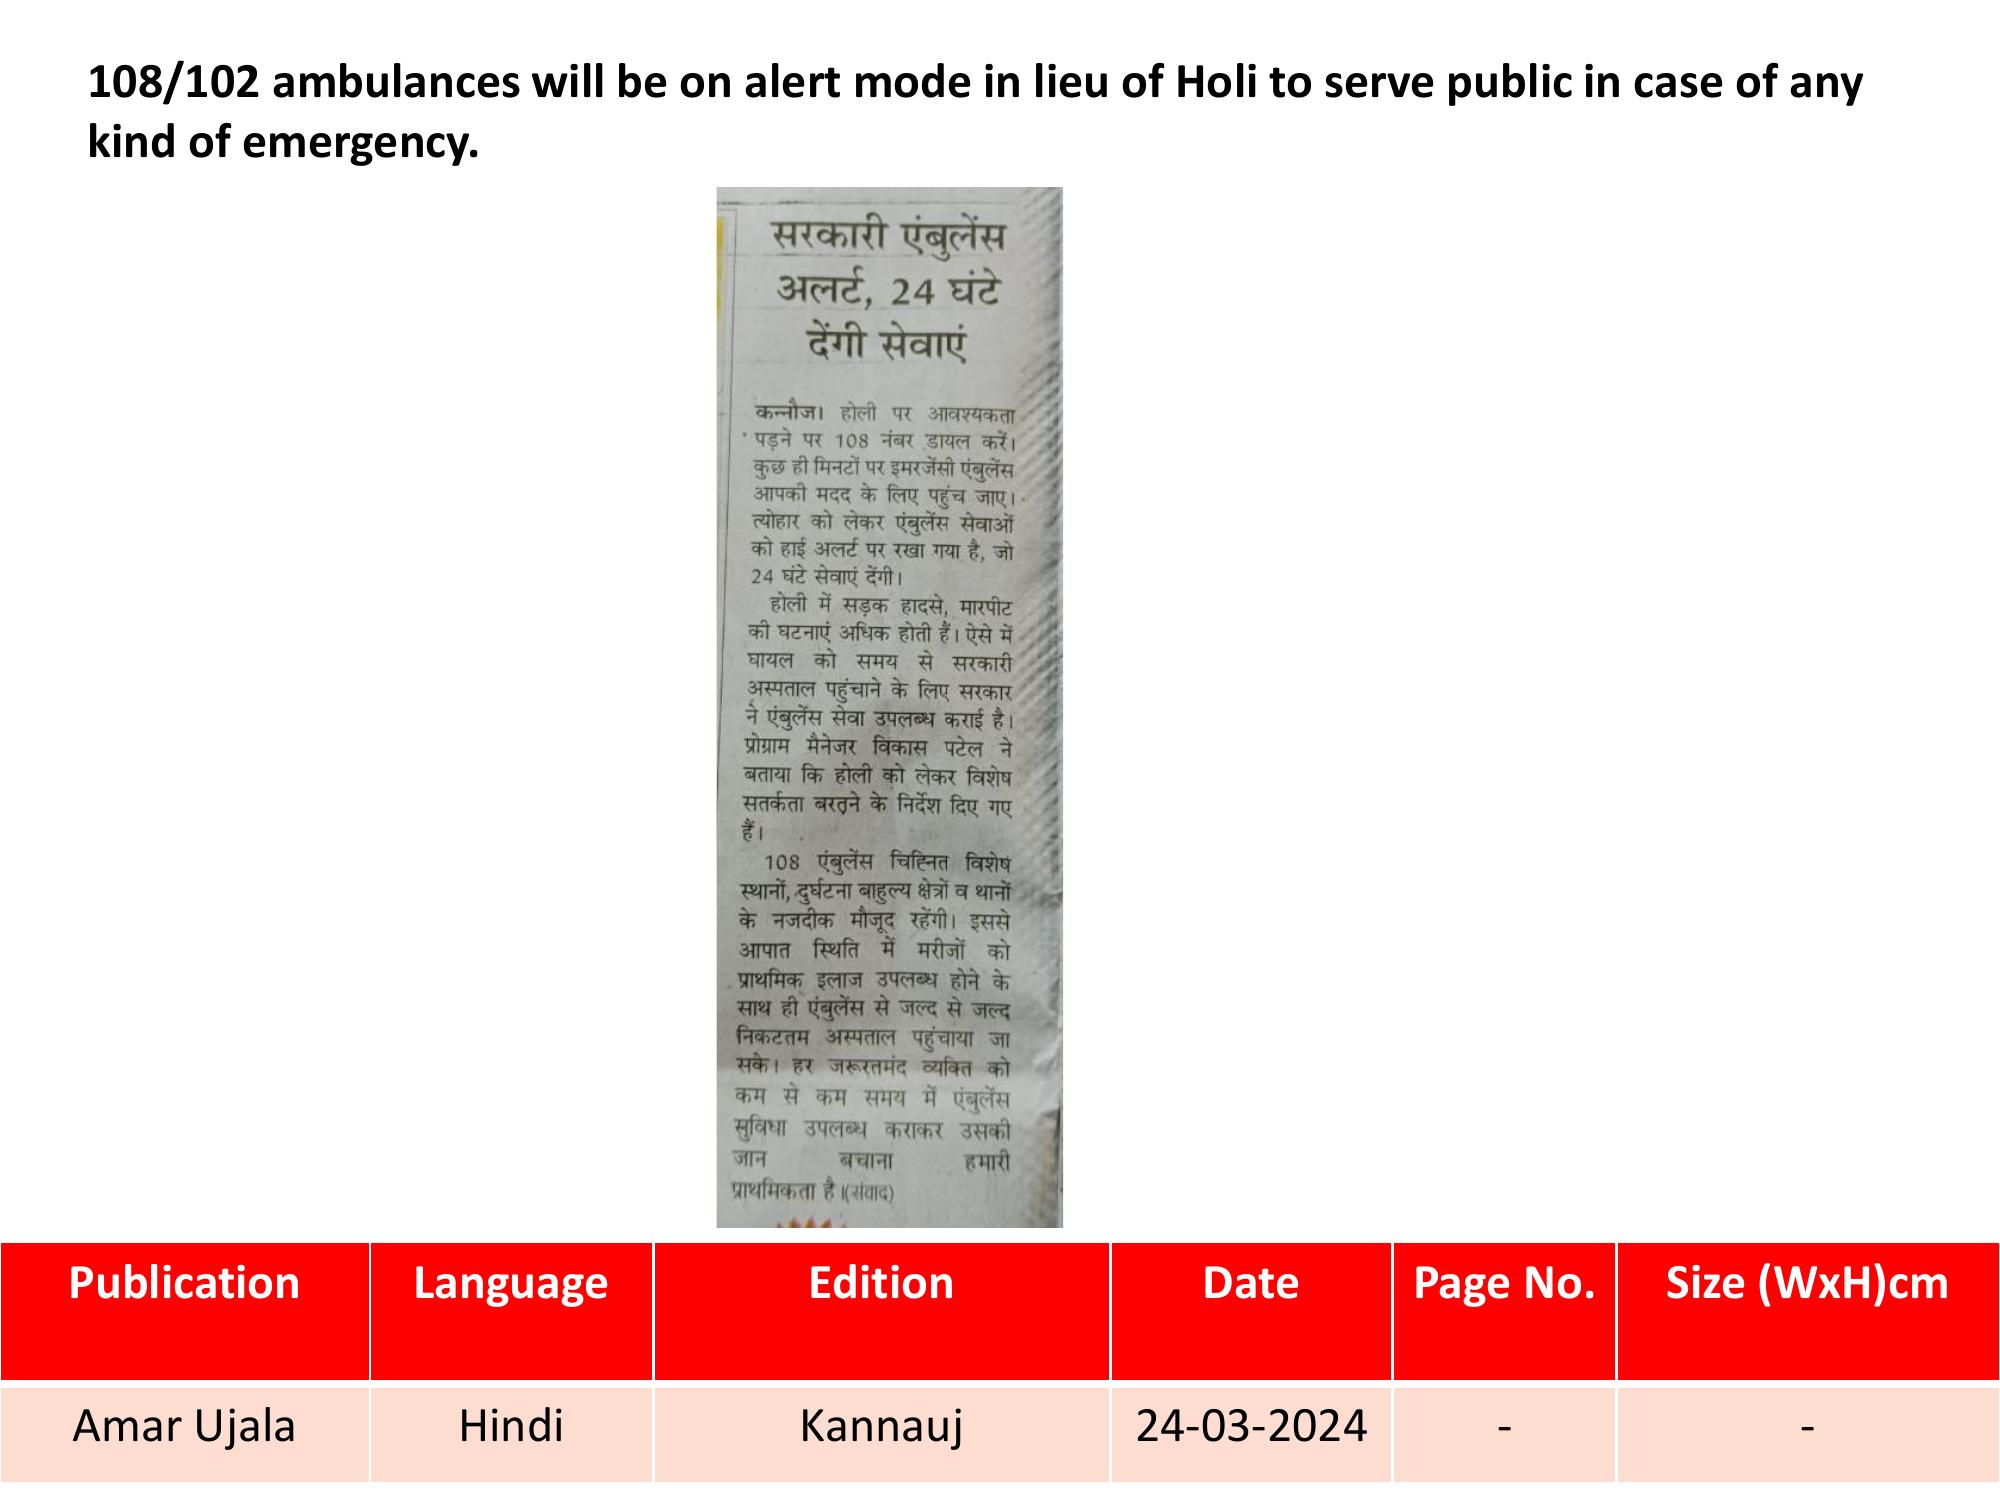 108/102 ambulances will be on alert mode in lieu of Holi to serve public in case of any
kind of emergency.
सरकारी एंबुलेंस
अलर्ट, 24 घंटे
देंगी सेवाएं
कन्नौज। होली पर आवश्यकता
पड़ने पर 108 नंबर डायल करें।
कुछ ही मिनटों पर इमरजेंसी एंबुलेंस
आपकी मदद के लिए पहुंच जाए।
त्योहार को लेकर एंबुलेंस सेवाओं
को हाई अलर्ट पर रखा गया है, जो
24 घंटे सेवाएं देंगी।
होली में सड़क हादसे, मारपीट
की घटनाएं अधिक होती हैं। ऐसे में
घायल को समय से सरकारी
अस्पताल पहुंचाने के लिए सरकार
ने एंबुलेंस सेवा उपलब्ध कराई है।
प्रोग्राम मैनेजर विकास पटेल ने
बताया कि होली को लेकर विशेष
सतर्कता बरतने के निर्देश दिए गए
हैं।
108 एंबुलेंस चिह्नित विशेष
स्थानों, दुर्घटना बाहुल्य क्षेत्रों व थानों
के नजदीक मौजूद रहेंगी। इससे
आपात स्थिति में मरीजों को
प्राथमिक इलाज उपलब्ध होने के
साथ ही एंबुलेंस से जल्द से जल्द
निकटतम अस्पताल पहुंचाया जा
सके। हर जरूरतमंद व्यक्ति को
कम से कम समय में एंबुलेंस
सुविधा उपलब्ध कराकर उसकी
जान बचाना हमारी
प्राथमिकता है।(संवाद)
Publication Language Edition Date Page No. Size (WxH)cm
Amar Ujala Hindi Kannauj 24-03-2024 - -